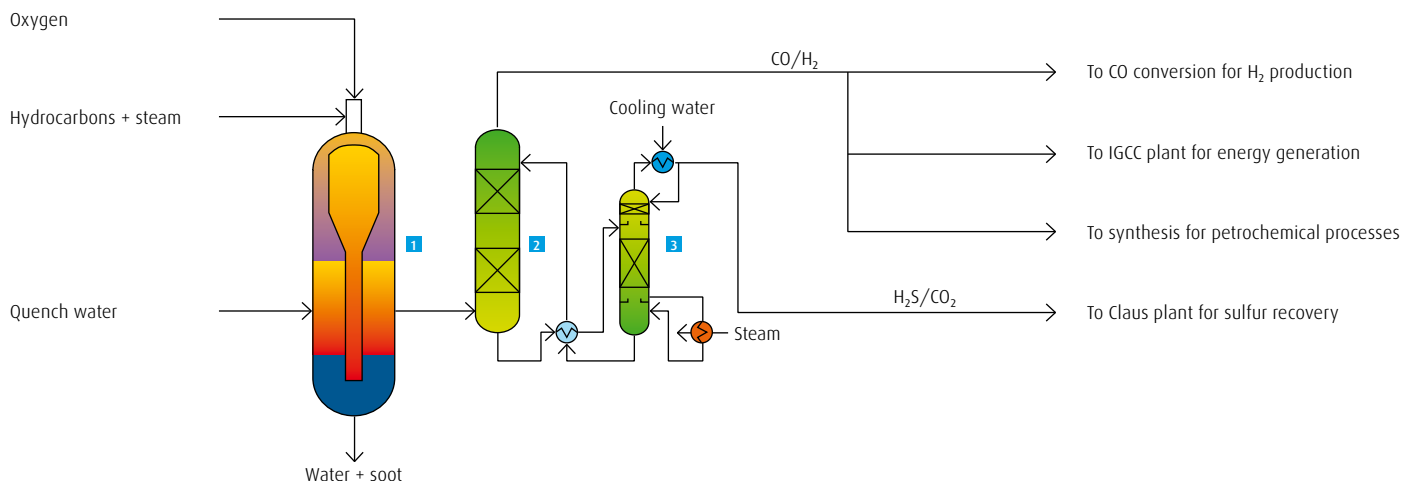 Oxygen
CO/H₂
To CO conversion for H₂ production
Cooling water
Hydrocarbons + steam
To IGCC plant for energy generation
1
2
3
To synthesis for petrochemical processes
H₂S/CO₂
Quench water
To Claus plant for sulfur recovery
Steam
Water + soot